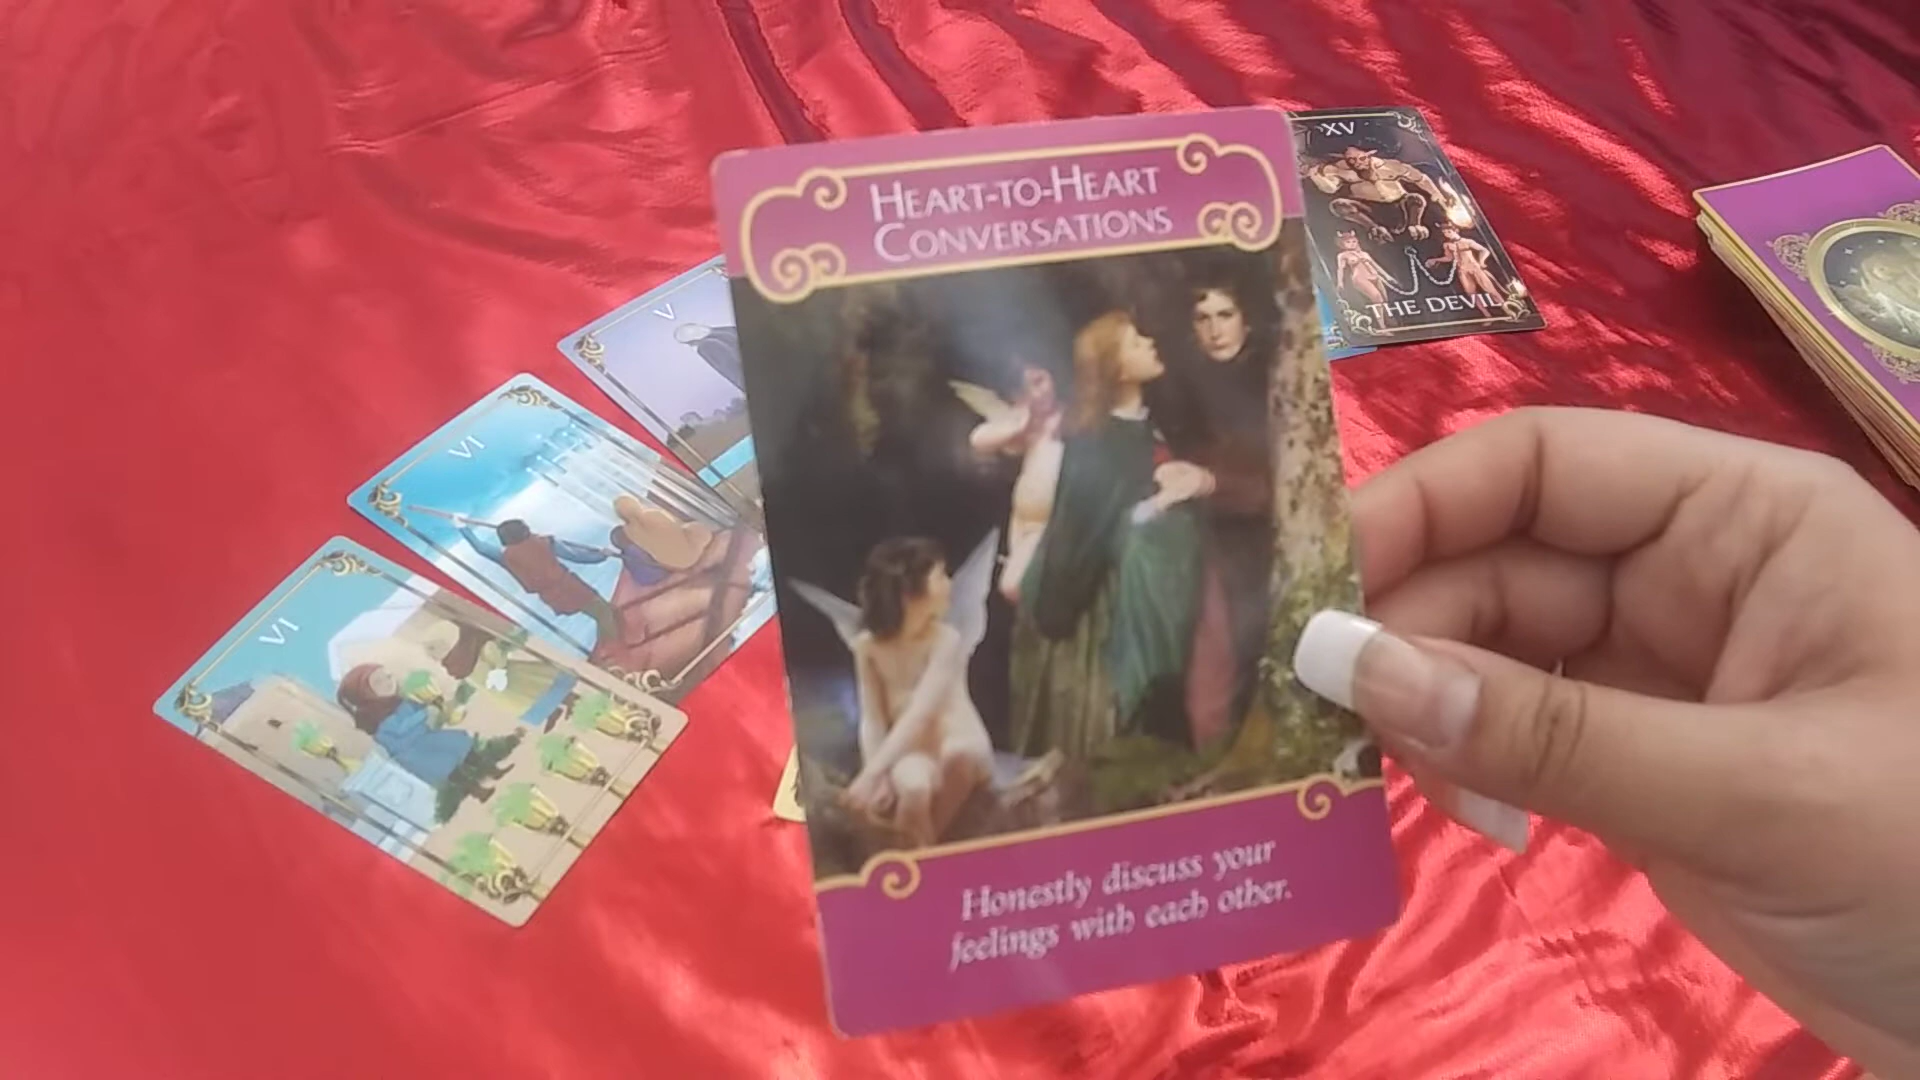 HEART-TO-HEART
CONVERSATIONS
Honestly discuss your
feelings with each other.
XV
THE DEVIL
V
VI
VI